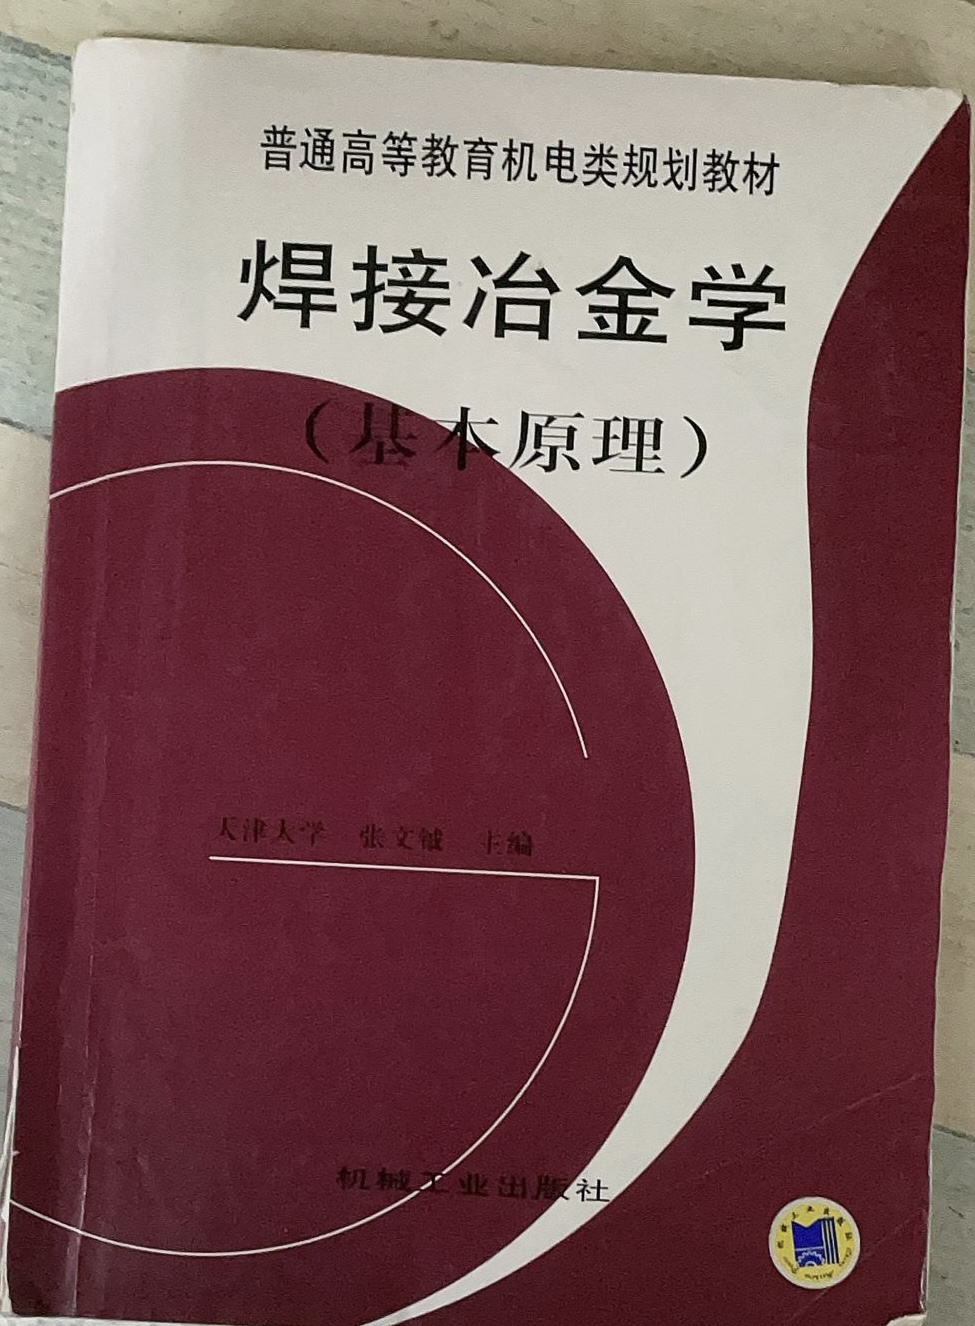 普通高等教育机电类规划教材
焊接冶金学
（基本原理）
天津大学 张文钺 主编
机械工业出版社